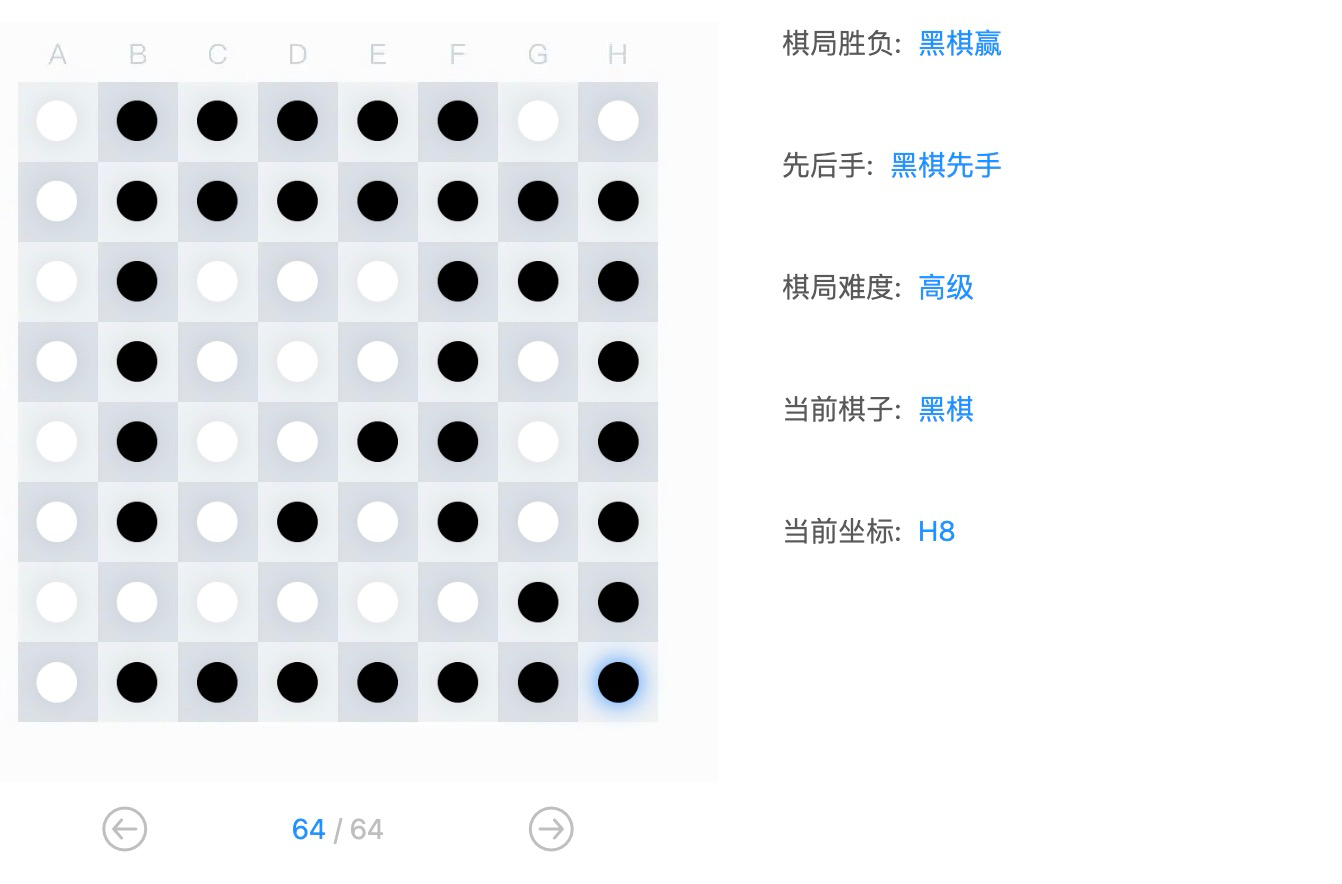 A B C D E F G H
棋局胜负: 黑棋赢
先后手: 黑棋先手
棋局难度: 高级
当前棋子: 黑棋
当前坐标: H8
64 / 64